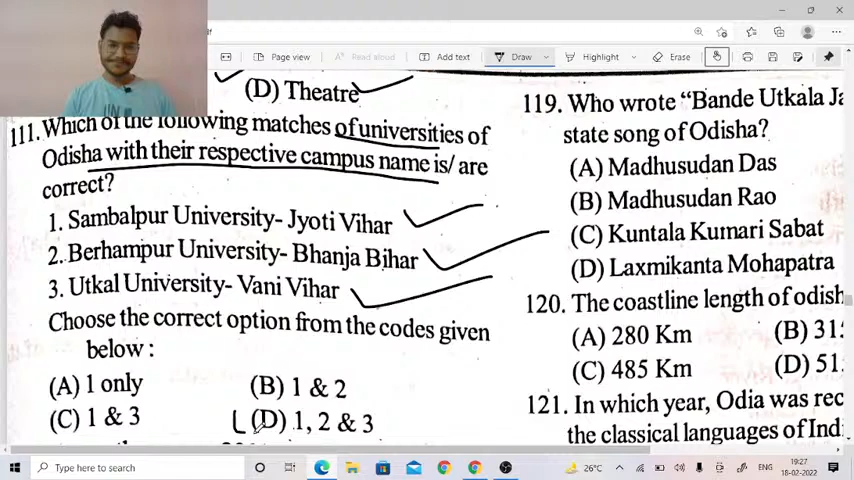 Page view
Read aloud
Add text
Draw
Highlight
Erase
(D) Theatre
111. Which of the following matches of universities of
Odisha with their respective campus name is/ are
correct?
1. Sambalpur University- Jyoti Vihar
2. Berhampur University- Bhanja Bihar
3. Utkal University- Vani Vihar
Choose the correct option from the codes given
below :
(A) 1 only
(B) 1 & 2
(C) 1 & 3
(D) 1, 2 & 3
119. Who wrote “Bande Utkala Ja
state song of Odisha?
(A) Madhusudan Das
(B) Madhusudan Rao
(C) Kuntala Kumari Sabat
(D) Laxmikanta Mohapatra
120. The coastline length of odish
(A) 280 Km
(B) 315
(C) 485 Km
(D) 51
121. In which year, Odia was rec
the classical languages of Indi
Type here to search
26°C
ENG
19:27
18-02-2022